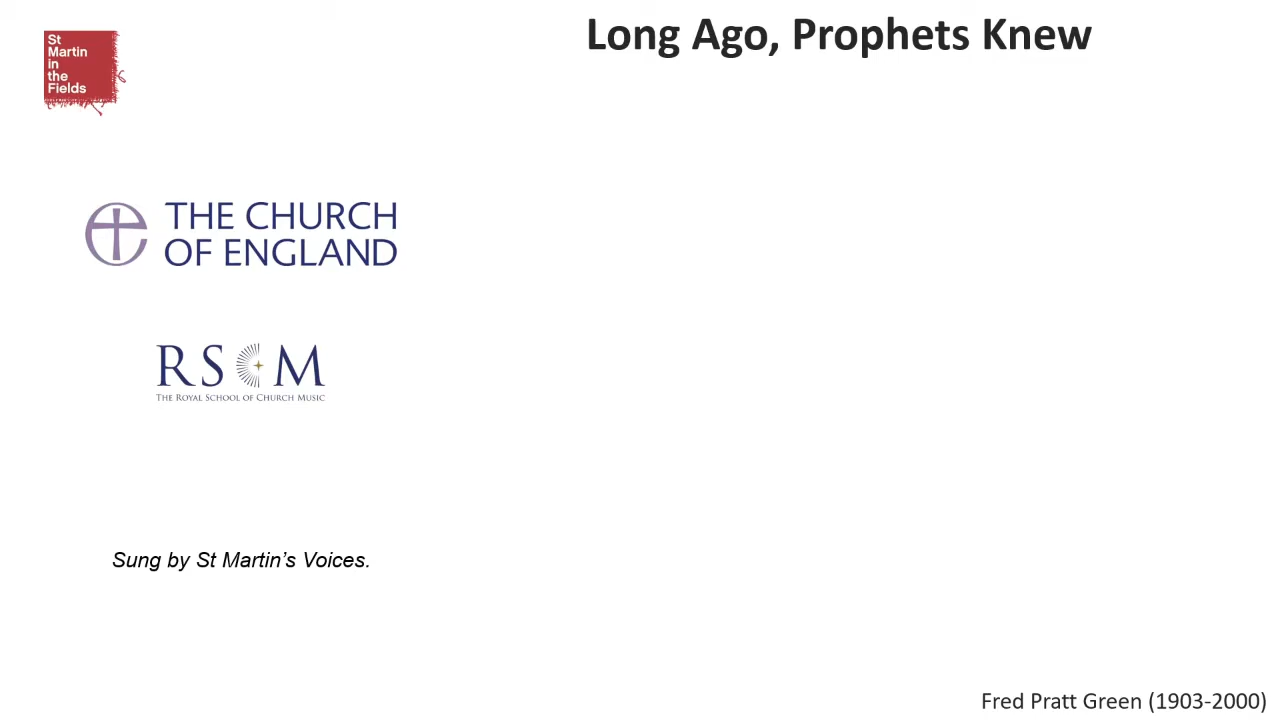 Long Ago, Prophets Knew
St
Martin
in
the
Fields
THE CHURCH
OF ENGLAND
RSCM
THE ROYAL SCHOOL OF CHURCH MUSIC
Sung by St Martin’s Voices.
Fred Pratt Green (1903-2000)